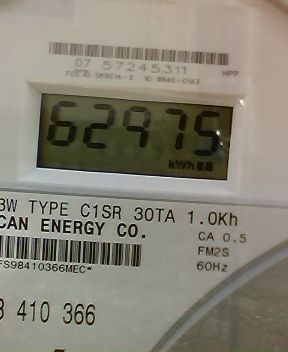 07 57245311
62975
kWh
3W TYPE C1SR 30TA 1.0Kh
CAN ENERGY CO.
CA 0.5
FM2S
60Hz
FS98410366MEC*
8 410 366